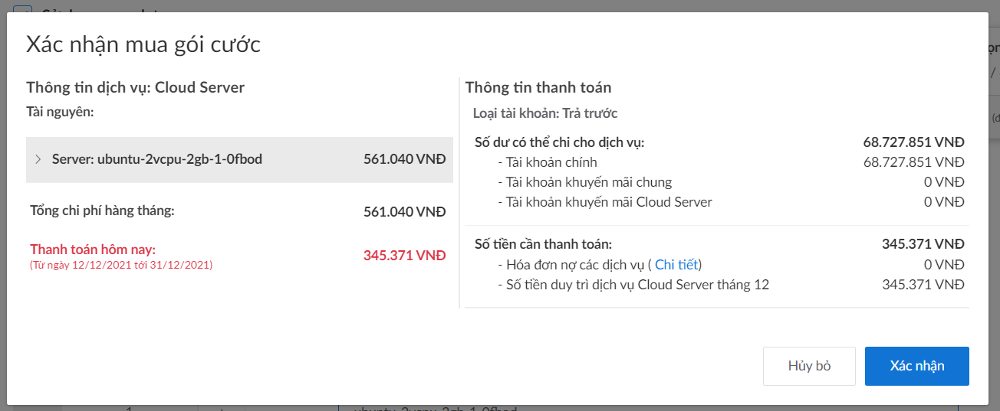 Xác nhận mua gói cước
Thông tin dịch vụ: Cloud Server
Tài nguyên:
Server: ubuntu-2vcpu-2gb-1-0fbod 561.040 VNĐ
Tổng chi phí hàng tháng: 561.040 VNĐ
Thanh toán hôm nay: 345.371 VNĐ
(Từ ngày 12/12/2021 tới 31/12/2021)
Thông tin thanh toán
Loại tài khoản: Trả trước
Số dư có thể chi cho dịch vụ: 68.727.851 VNĐ
- Tài khoản chính 68.727.851 VNĐ
- Tài khoản khuyến mãi chung 0 VNĐ
- Tài khoản khuyến mãi Cloud Server 0 VNĐ
Số tiền cần thanh toán: 345.371 VNĐ
- Hóa đơn nợ các dịch vụ ( Chi tiết) 0 VNĐ
- Số tiền duy trì dịch vụ Cloud Server tháng 12 345.371 VNĐ
Hủy bỏ Xác nhận